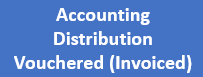 Accounting
Distribution
Vouchered (Invoiced)